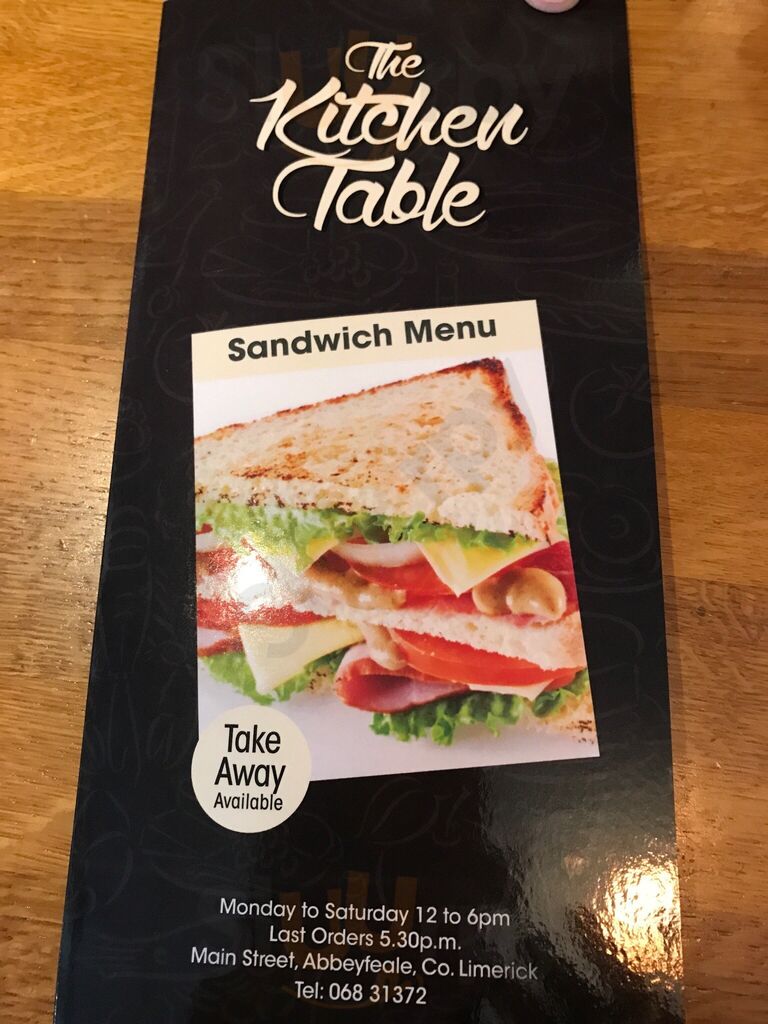 The
Kitchen
Table
Sandwich Menu
Take
Away
Available
Monday to Saturday 12 to 6pm
Last Orders 5.30p.m.
Main Street, Abbeyfeale, Co. Limerick
Tel: 068 31372